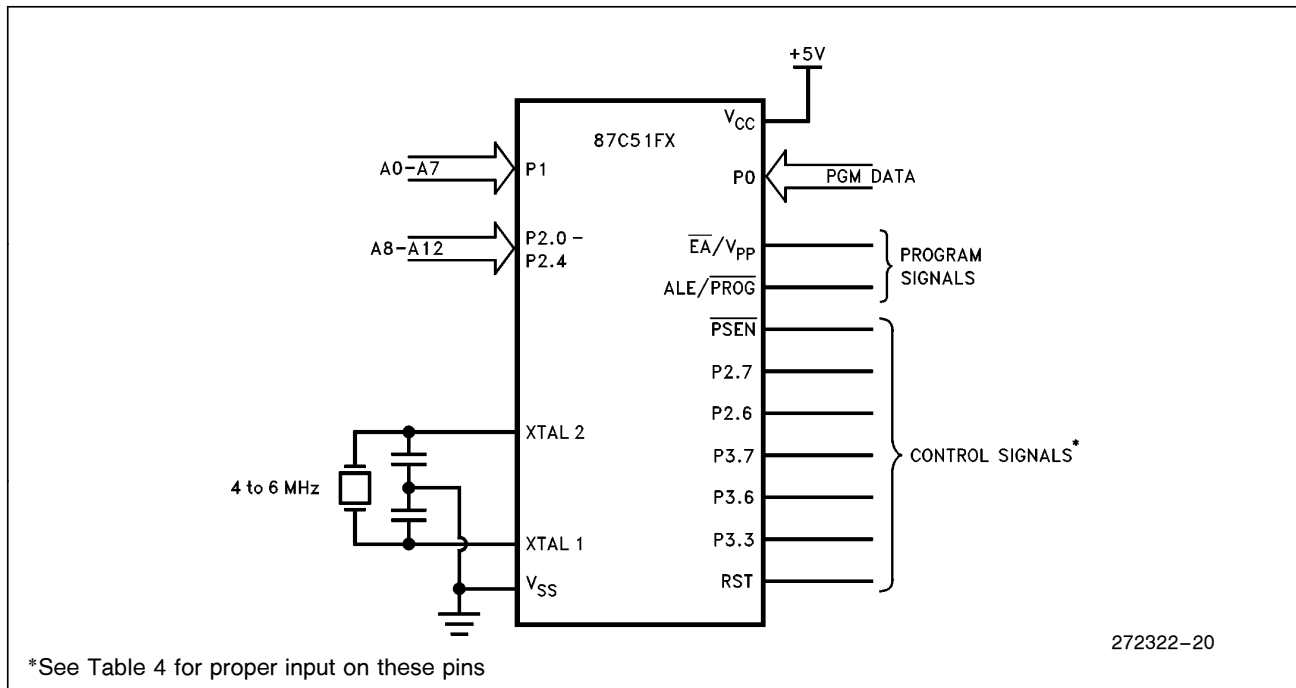 +5V
87C51FX
VCC
A0-A7
P1
P0
PGM DATA
A8-A12
P2.0-
P2.4
EA/VPP
ALE/PROG
PROGRAM
SIGNALS
PSEN
P2.7
P2.6
P3.7
P3.6
P3.3
RST
CONTROL SIGNALS*
XTAL 2
4 to 6 MHz
XTAL 1
VSS
272322-20
*See Table 4 for proper input on these pins